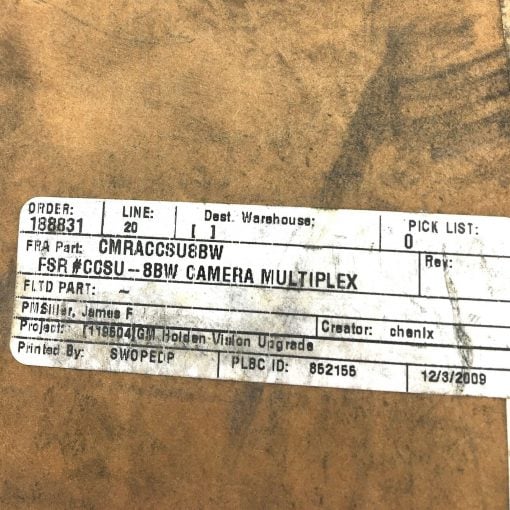 ORDER: LINE: Dest. Warehouse: PICK LIST:
188831 20 [ ] 0
FRA Part: CMRACCSU8BW Rev:
FSR #CCSU-8BW CAMERA MULTIPLEX
FLTD PART: -
PM: James F
Project: (119504)GM Holden Vision Upgrade Creator: chenlx
Printed By: SWOPEDP PLBC ID: 852155 12/3/2009